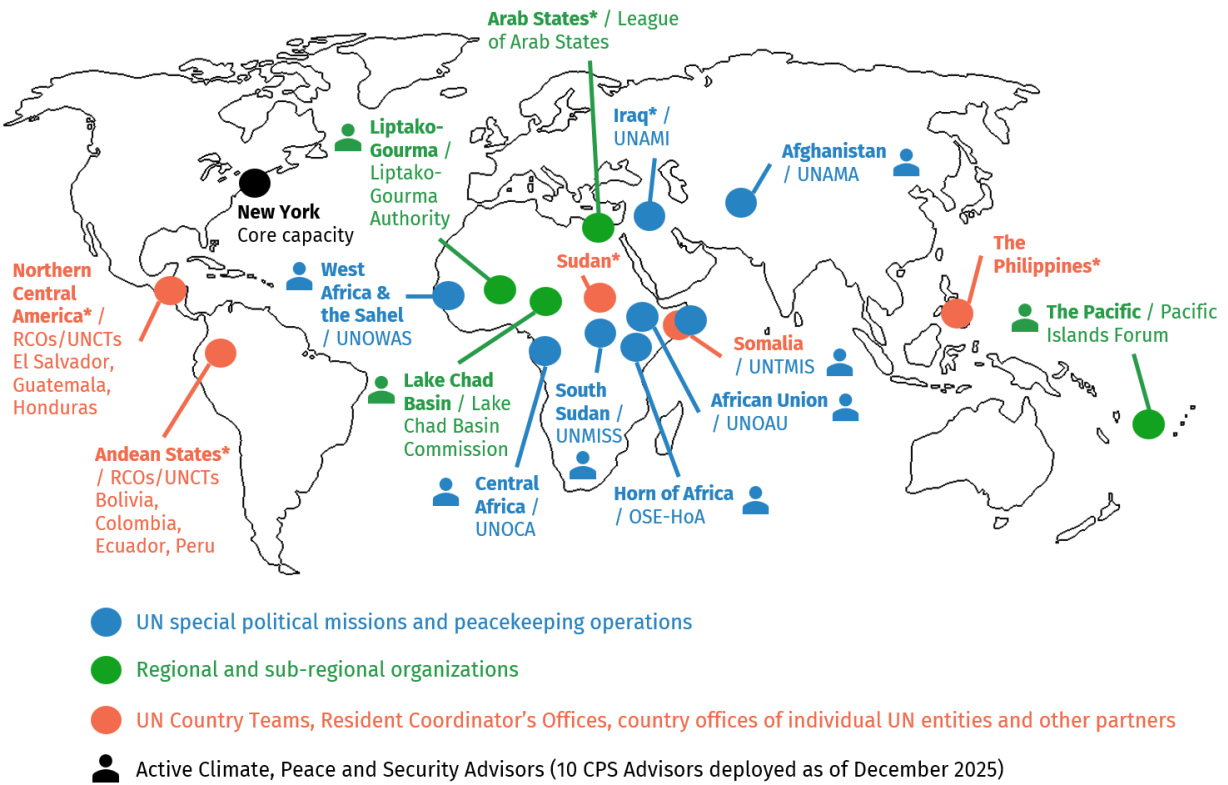 Arab States* / League
of Arab States
Liptako-
Gourma /
Liptako-
Gourma
Authority
Iraq* /
UNAMI
Afghanistan
/ UNAMA
New York
Core capacity
Northern
Central
America* /
RCOs/UNCTs
El Salvador,
Guatemala,
Honduras
West
Africa &
the Sahel
/ UNOWAS
Sudan*
The
Philippines*
The Pacific / Pacific
Islands Forum
Somalia
/ UNTMIS
Lake Chad
Basin / Lake
Chad Basin
Commission
South
Sudan /
UNMISS
African Union
/ UNOAU
Andean States*
/ RCOs/UNCTs
Bolivia,
Colombia,
Ecuador, Peru
Central
Africa /
UNOCA
Horn of Africa
/ OSE-HoA
UN special political missions and peacekeeping operations
Regional and sub-regional organizations
UN Country Teams, Resident Coordinator's Offices, country offices of individual UN entities and other partners
Active Climate, Peace and Security Advisors (10 CPS Advisors deployed as of December 2025)